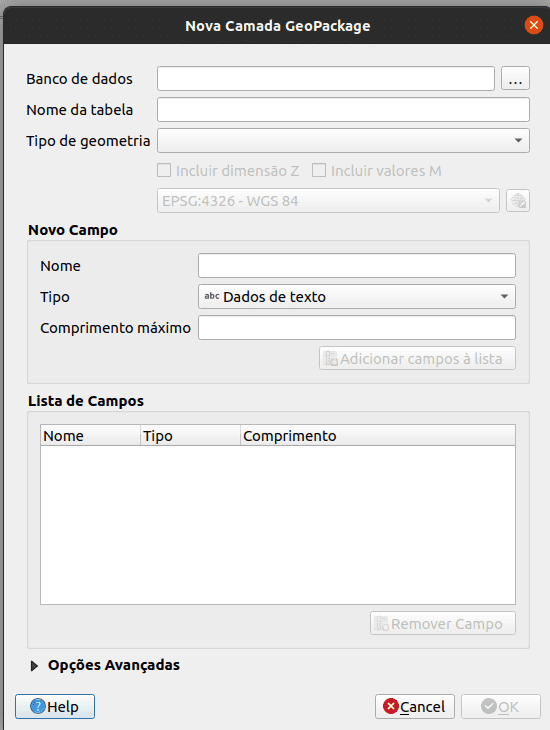 Nova Camada GeoPackage
Banco de dados
...
Nome da tabela
Tipo de geometria
Incluir dimensão Z Incluir valores M
EPSG:4326 - WGS 84
Novo Campo
Nome
Tipo abc Dados de texto
Comprimento máximo
Adicionar campos à lista
Lista de Campos
Nome Tipo Comprimento
Remover Campo
Opções Avançadas
?Help Cancel OK